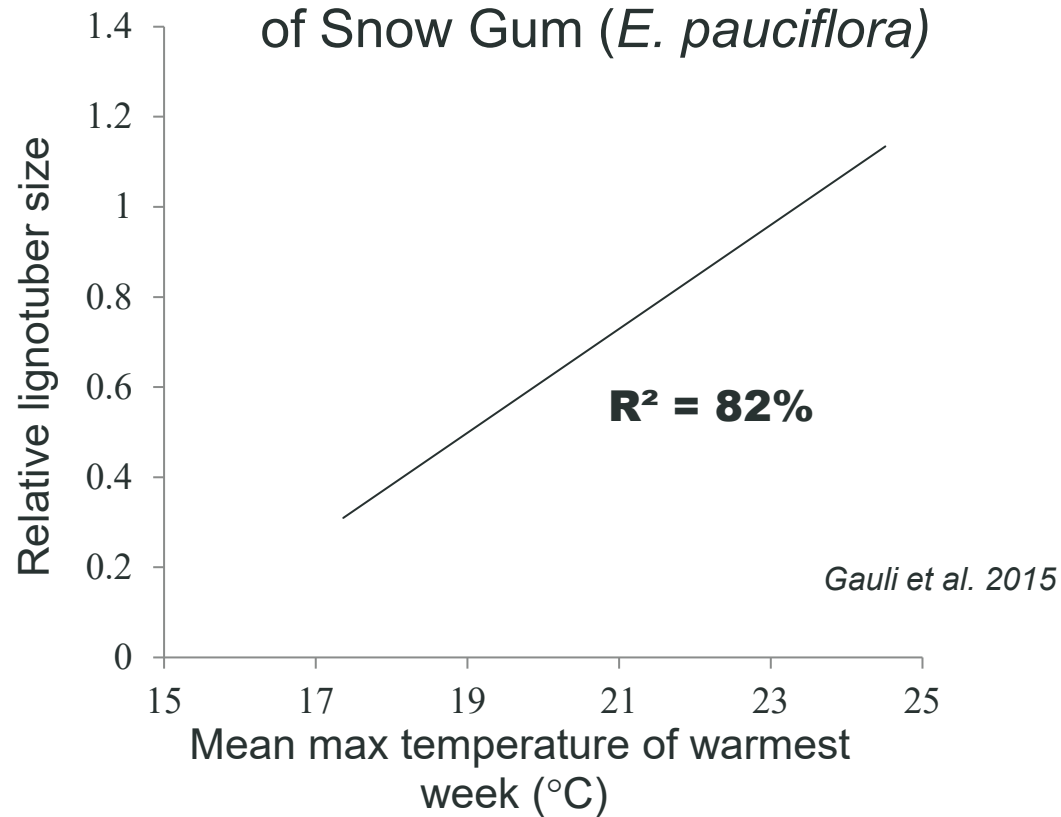 of Snow Gum (E. pauciflora)
1.4
1.2
1
0.8
0.6
0.4
0.2
0
Relative lignotuber size
R² = 82%
Gauli et al. 2015
15 17 19 21 23 25
Mean max temperature of warmest
week (°C)